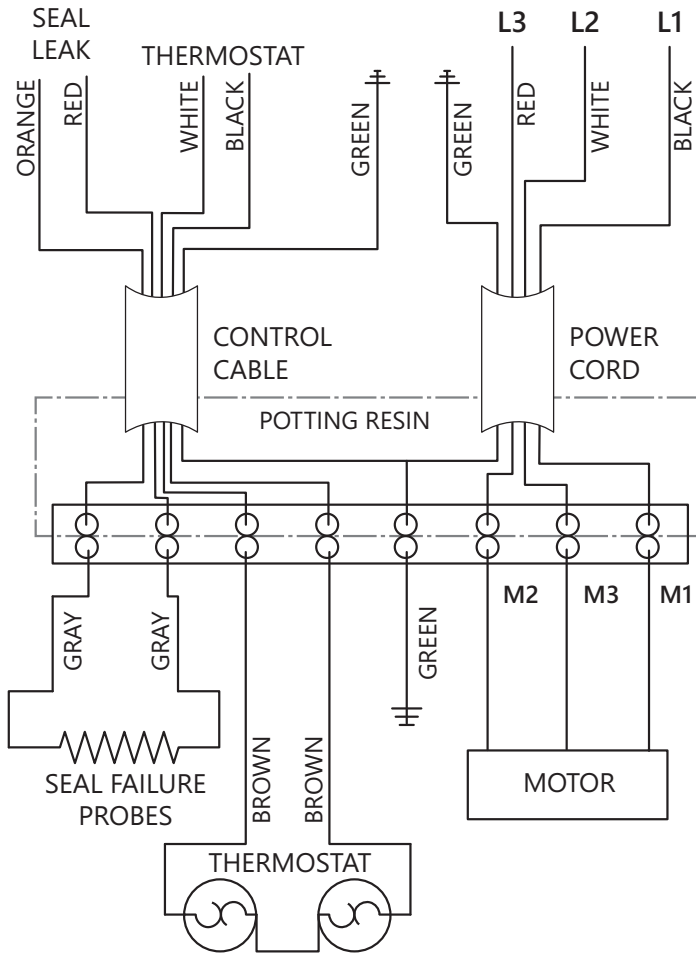 SEAL
LEAK
THERMOSTAT
L3
L2
L1
ORANGE
RED
WHITE
BLACK
GREEN
GREEN
RED
WHITE
BLACK
CONTROL
CABLE
POWER
CORD
POTTING RESIN
M2
M3
M1
GRAY
GRAY
GREEN
BROWN
BROWN
SEAL FAILURE
PROBES
MOTOR
THERMOSTAT